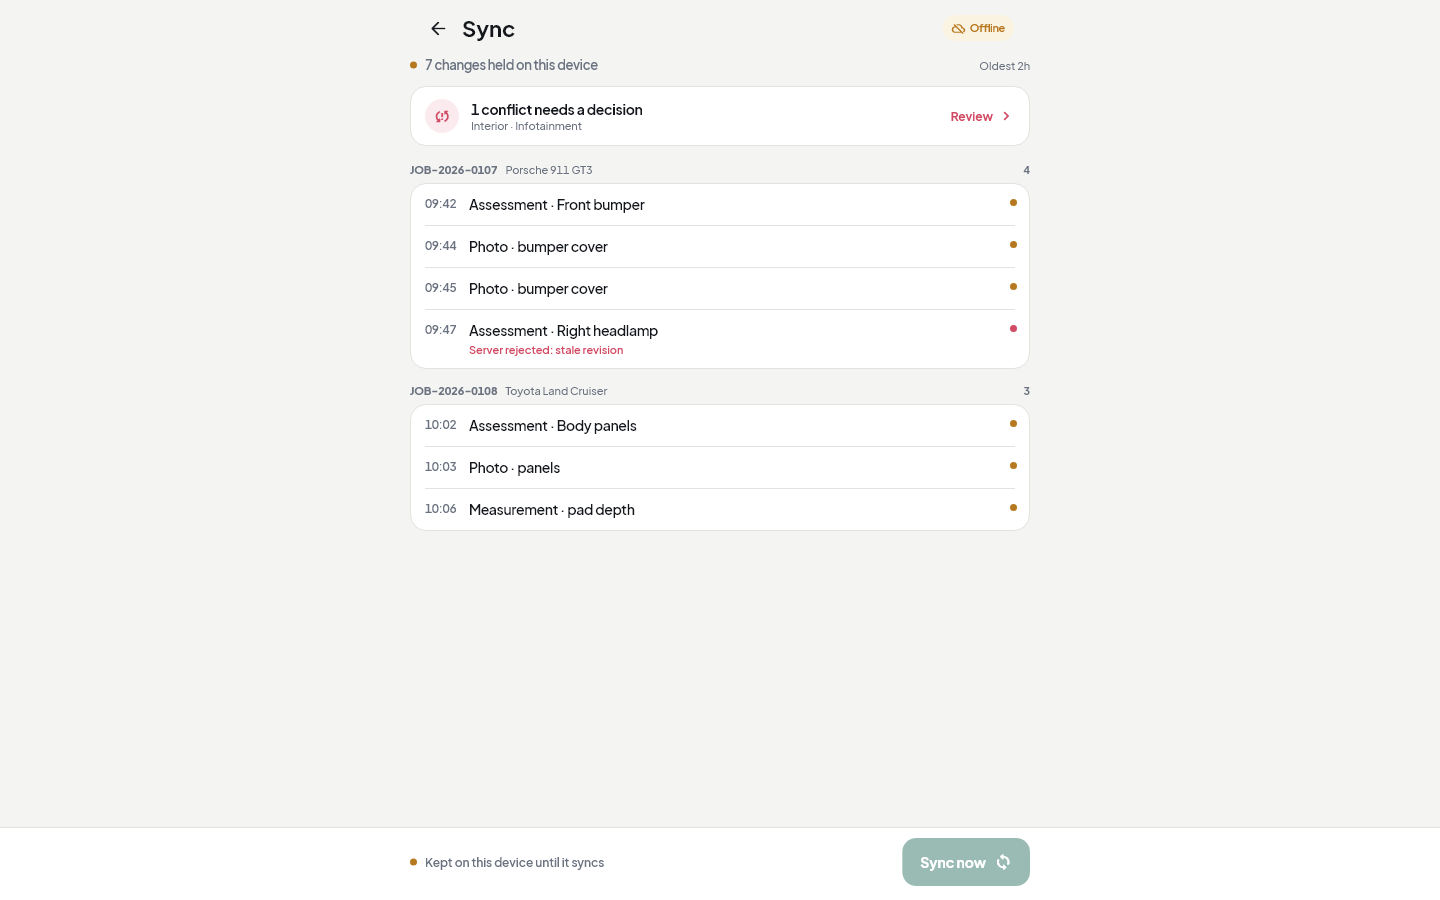 Sync
Offline
7 changes held on this device
Oldest 2h
1 conflict needs a decision
Interior · Infotainment
Review
JOB-2026-0107 Porsche 911 GT3
4
09:42 Assessment · Front bumper
09:44 Photo · bumper cover
09:45 Photo · bumper cover
09:47 Assessment · Right headlamp
Server rejected: stale revision
JOB-2026-0108 Toyota Land Cruiser
3
10:02 Assessment · Body panels
10:03 Photo · panels
10:06 Measurement · pad depth
Kept on this device until it syncs
Sync now